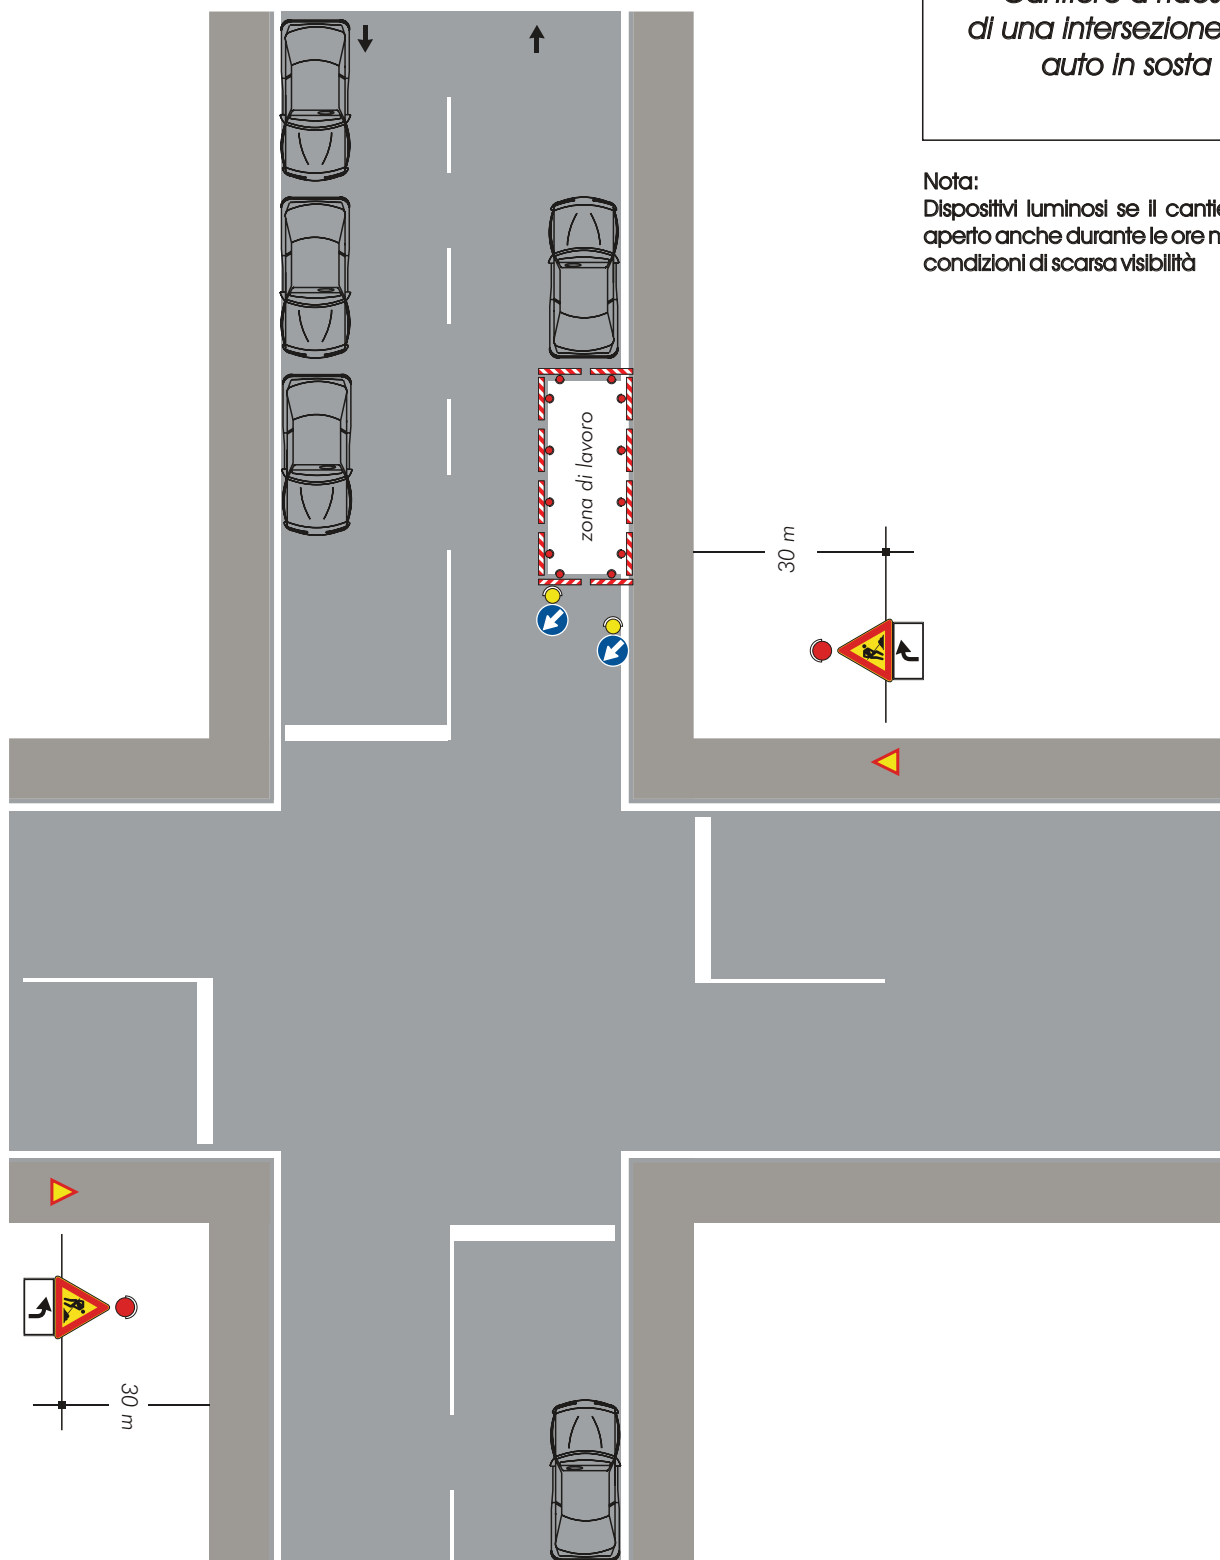 di una intersezione
auto in sosta
Nota:
Dispositivi luminosi se il
aperto anche durante le ore
condizioni di scarsa visibilità
zona di lavoro
30 m
30 m